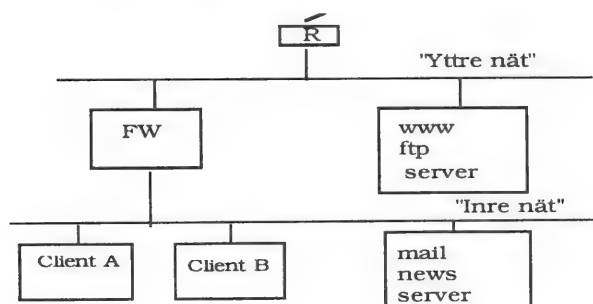 R
"Yttre nät"
FW
www
ftp
server
"Inre nät"
Client A
Client B
mail
news
server